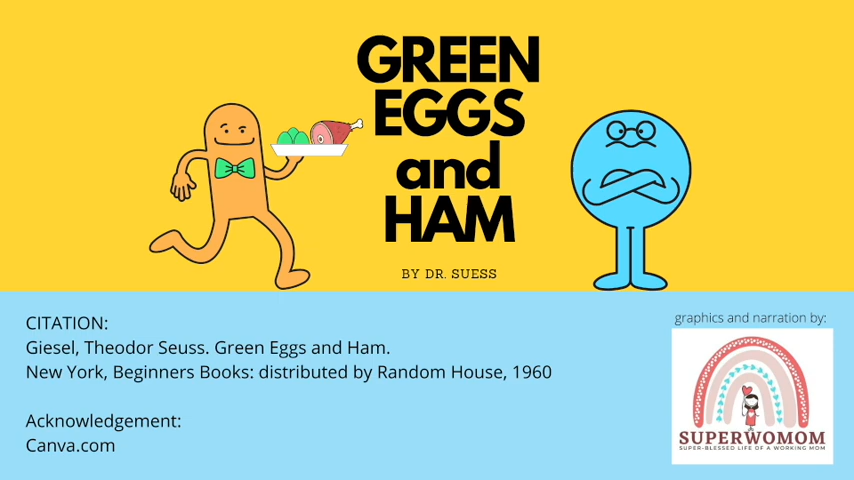 GREEN
EGGS
and
HAM
BY DR. SUESS
CITATION:
Giesel, Theodor Seuss. Green Eggs and Ham.
New York, Beginners Books: distributed by Random House, 1960
Acknowledgement:
Canva.com
graphics and narration by:
SUPERWOMOM
SUPER-BLESSED LIFE OF A WORKING MOM